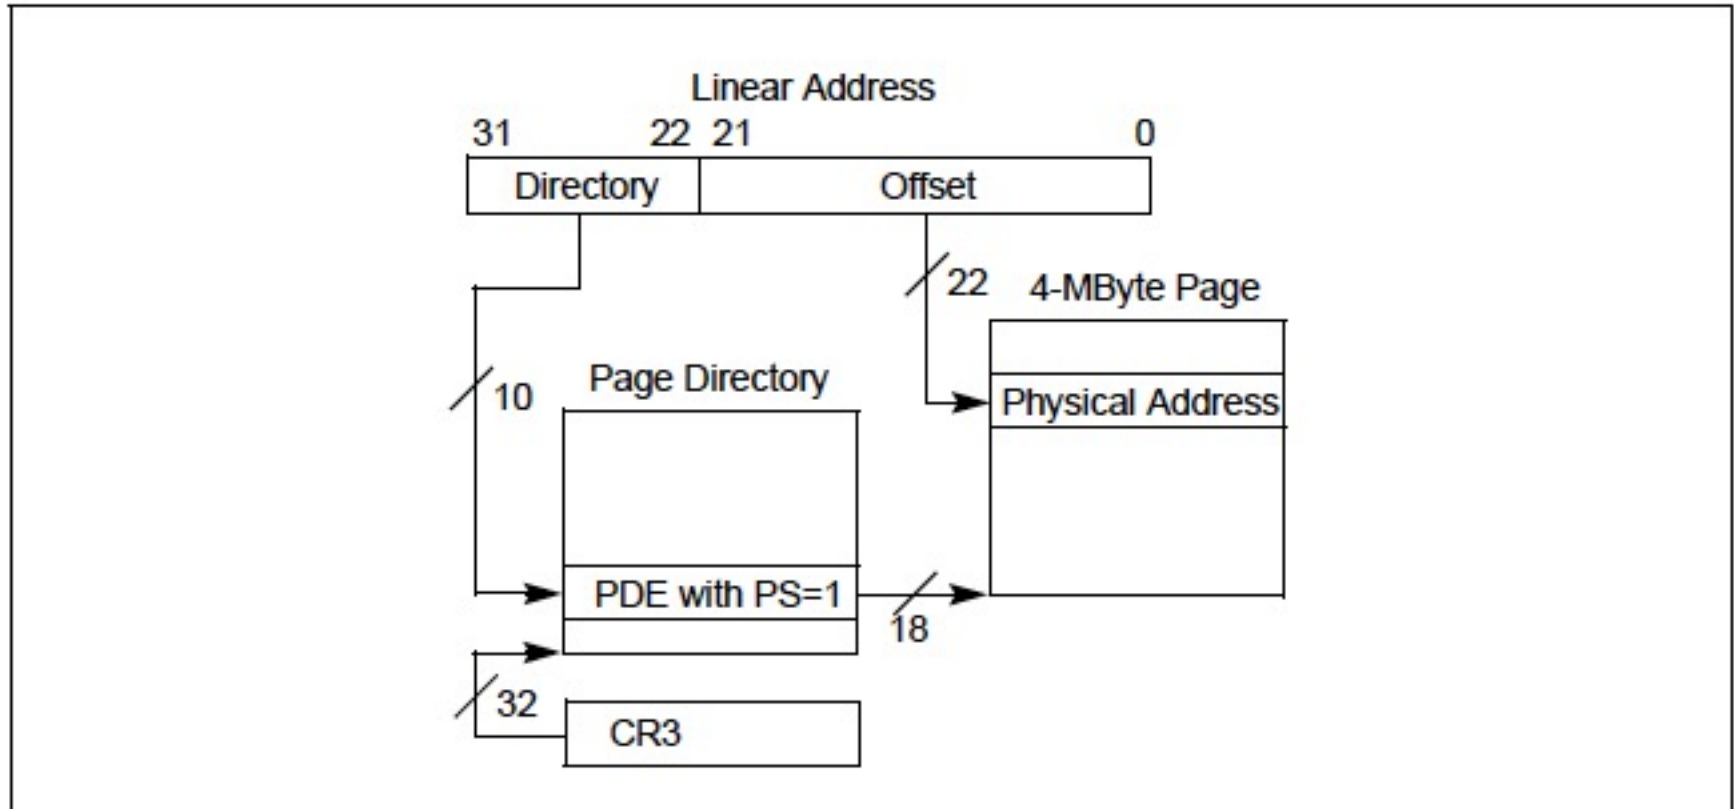 Linear Address
31 22 21 0
Directory Offset
22
4-MByte Page
Page Directory
10
Physical Address
PDE with PS=1
18
32
CR3